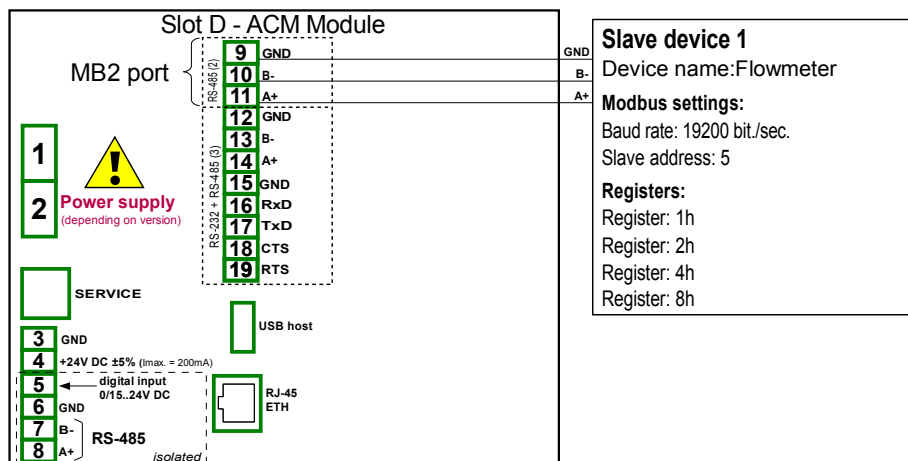 Slot D - ACM Module
MB2 port
RS-485 (2)
9 GND
10 B-
11 A+
RS-232 + RS-485 (3)
12 GND
13 B-
14 A+
15 GND
16 RxD
17 TxD
18 CTS
19 RTS
GND
B-
A+
Slave device 1
Device name:Flowmeter
Modbus settings:
Baud rate: 19200 bit./sec.
Slave address: 5
Registers:
Register: 1h
Register: 2h
Register: 4h
Register: 8h
1
2
Power supply
(depending on version)
SERVICE
USB host
3 GND
4 +24V DC ±5% (Imax. = 200mA)
5 digital input
0/15..24V DC
6 GND
7 B-
8 A+
RS-485
isolated
RJ-45
ETH